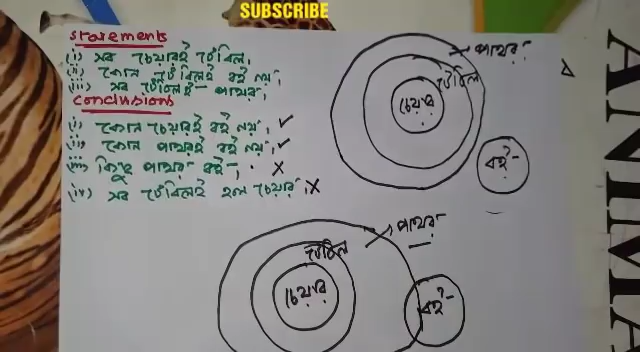 SUBSCRIBE
Statements
(i) সব চেয়ারই টেবিল,
(ii) কোন টেবিলই বই নয়,
(iii) সব টেবিলই পাথর,
Conclusions
(i) কোন চেয়ারই বই নয়, ✓
(ii) কোন পাথরই বই নয়, ✓
(iii) কিছু পাথর বই, X
(iv) সব টেবিলই হল চেয়ার, X
পাথর
টেবিল
চেয়ার
বই
পাথর
টেবিল
চেয়ার
বই
ANIMA